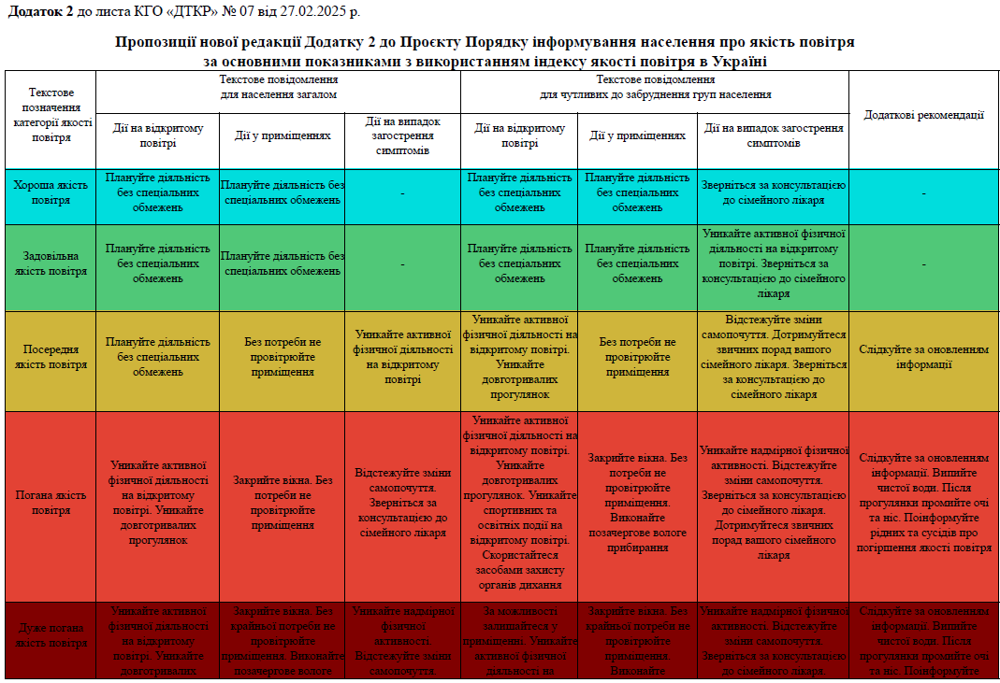 Додаток 2 до листа КГО «ДТКР» № 07 від 27.02.2025 р.
Пропозиції нової редакції Додатку 2 до Проєкту Порядку інформування населення про якість повітря
за основними показниками з використанням індексу якості повітря в Україні
Текстове
позначення
категорії якості
повітря
Текстове повідомлення
для населення загалом
Текстове повідомлення
для чутливих до забруднення груп населення
Додаткові рекомендації
Дії на відкритому
повітрі
Дії у приміщеннях
Дії на випадок
загострення
симптомів
Дії на відкритому
повітрі
Дії у приміщеннях
Дії на випадок загострення
симптомів
Хороша якість
повітря
Плануйте діяльність
без спеціальних
обмежень
Плануйте діяльність без
спеціальних обмежень
-
Плануйте діяльність
без спеціальних
обмежень
Плануйте діяльність
без спеціальних
обмежень
Зверніться за консультацією
до сімейного лікаря
-
Задовільна
якість повітря
Плануйте діяльність
без спеціальних
обмежень
Плануйте діяльність без
спеціальних обмежень
-
Плануйте діяльність
без спеціальних
обмежень
Плануйте діяльність
без спеціальних
обмежень
Уникайте активної фізичної
діяльності на відкритому
повітрі. Зверніться за
консультацією до сімейного
лікаря
-
Посередня
якість повітря
Плануйте діяльність
без спеціальних
обмежень
Без потреби не
провітрюйте
приміщення
Уникайте активної
фізичної діяльності
на відкритому
повітрі
Уникайте активної
фізичної діяльності на
відкритому повітрі.
Уникайте
довготривалих
прогулянок
Без потреби не
провітрюйте
приміщення
Відстежуйте зміни
самопочуття. Дотримуйтеся
звичних порад вашого
сімейного лікаря. Зверніться
за консультацією до
сімейного лікаря
Слідкуйте за оновленням
інформації
Погана якість
повітря
Уникайте активної
фізичної діяльності
на відкритому
повітрі. Уникайте
довготривалих
прогулянок
Закрийте вікна. Без
потреби не
провітрюйте
приміщення
Відстежуйте зміни
самопочуття.
Зверніться за
консультацією до
сімейного лікаря
Уникайте активної
фізичної діяльності на
відкритому повітрі.
Уникайте
довготривалих
прогулянок. Уникайте
спортивних та
освітніх події на
відкритому повітрі.
Скористайтеся
засобами захисту
органів дихання
Закрийте вікна. Без
потреби не
провітрюйте
приміщення.
Виконайте
позачергове вологе
прибирання
Уникайте надмірної фізичної
активності. Відстежуйте
зміни самопочуття.
Зверніться за консультацією
до сімейного лікаря.
Дотримуйтеся звичних
порад вашого сімейного
лікаря
Слідкуйте за оновленням
інформації. Випийте
чистої води. Після
прогулянки промийте очі
та ніс. Поінформуйте
рідних та сусідів про
погіршення якості повітря
Дуже погана
якість повітря
Уникайте активної
фізичної діяльності
на відкритому
повітрі. Уникайте
довготривалих
Закрийте вікна. Без
крайньої потреби не
провітрюйте
приміщення. Виконайте
позачергове вологе
Уникайте надмірної
фізичної
активності.
Відстежуйте зміни
самопочуття.
За можливості
залишайтеся у
приміщенні. Уникайте
активної фізичної
діяльності на
Закрийте вікна. Без
крайньої потреби не
провітрюйте
приміщення.
Виконайте
Уникайте надмірної фізичної
активності. Відстежуйте
зміни самопочуття.
Зверніться за консультацією
до сімейного лікаря.
Слідкуйте за оновленням
інформації. Випийте
чистої води. Після
прогулянки промийте очі
та ніс. Поінформуйте